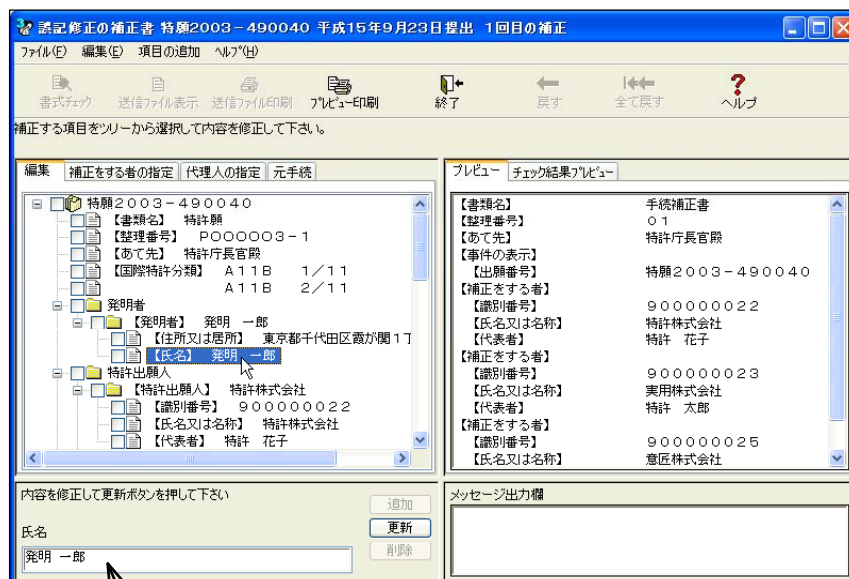 誤記修正の補正書 特願2003-490040 平成15年9月23日提出 1回目の補正
ファイル(F) 編集(E) 項目の追加 ヘルプ(H)
書式チェック 送信ファイル表示 送信ファイル印刷 プレビュー印刷 終了 戻す 全て戻す ヘルプ
補正する項目をツリーから選択して内容を修正して下さい。
編集 補正をする者の指定 代理人の指定 元手続
特願2003-490040
【書類名】 特許願
【整理番号】 P000003-1
【あて先】 特許庁長官殿
【国際特許分類】 A11B 1/11
A11B 2/11
発明者
【発明者】 発明 一郎
【住所又は居所】 東京都千代田区霞が関1丁
【氏名】 発明 一郎
特許出願人
【特許出願人】 特許株式会社
【識別番号】 900000022
【氏名又は名称】 特許株式会社
【代表者】 特許 花子
プレビュー チェック結果プレビュー
【書類名】 手続補正書
【整理番号】 01
【あて先】 特許庁長官殿
【事件の表示】
【出願番号】 特願2003-490040
【補正をする者】
【識別番号】 900000022
【氏名又は名称】 特許株式会社
【代表者】 特許 花子
【補正をする者】
【識別番号】 900000023
【氏名又は名称】 実用株式会社
【代表者】 特許 太郎
【補正をする者】
【識別番号】 900000025
【氏名又は名称】 意匠株式会社
内容を修正して更新ボタンを押して下さい
追加
氏名
更新
発明 一郎
削除
メッセージ出力欄